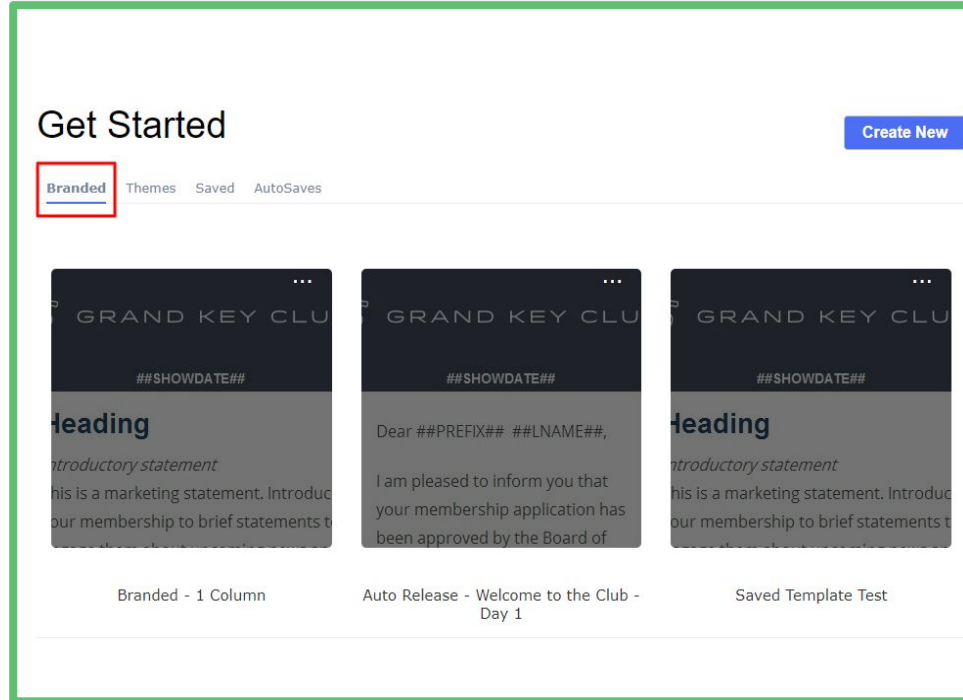 Get Started
Create New
Branded Themes Saved AutoSaves
GRAND KEY CLU
##SHOWDATE##
Heading
ntroductory statement
his is a marketing statement. Introduc
our membership to brief statements t
Branded - 1 Column
GRAND KEY CLU
##SHOWDATE##
Dear ##PREFIX## ##LNAME##,
I am pleased to inform you that
your membership application has
been approved by the Board of
Auto Release - Welcome to the Club -
Day 1
GRAND KEY CLU
##SHOWDATE##
Heading
ntroductory statement
his is a marketing statement. Introduc
our membership to brief statements t
Saved Template Test